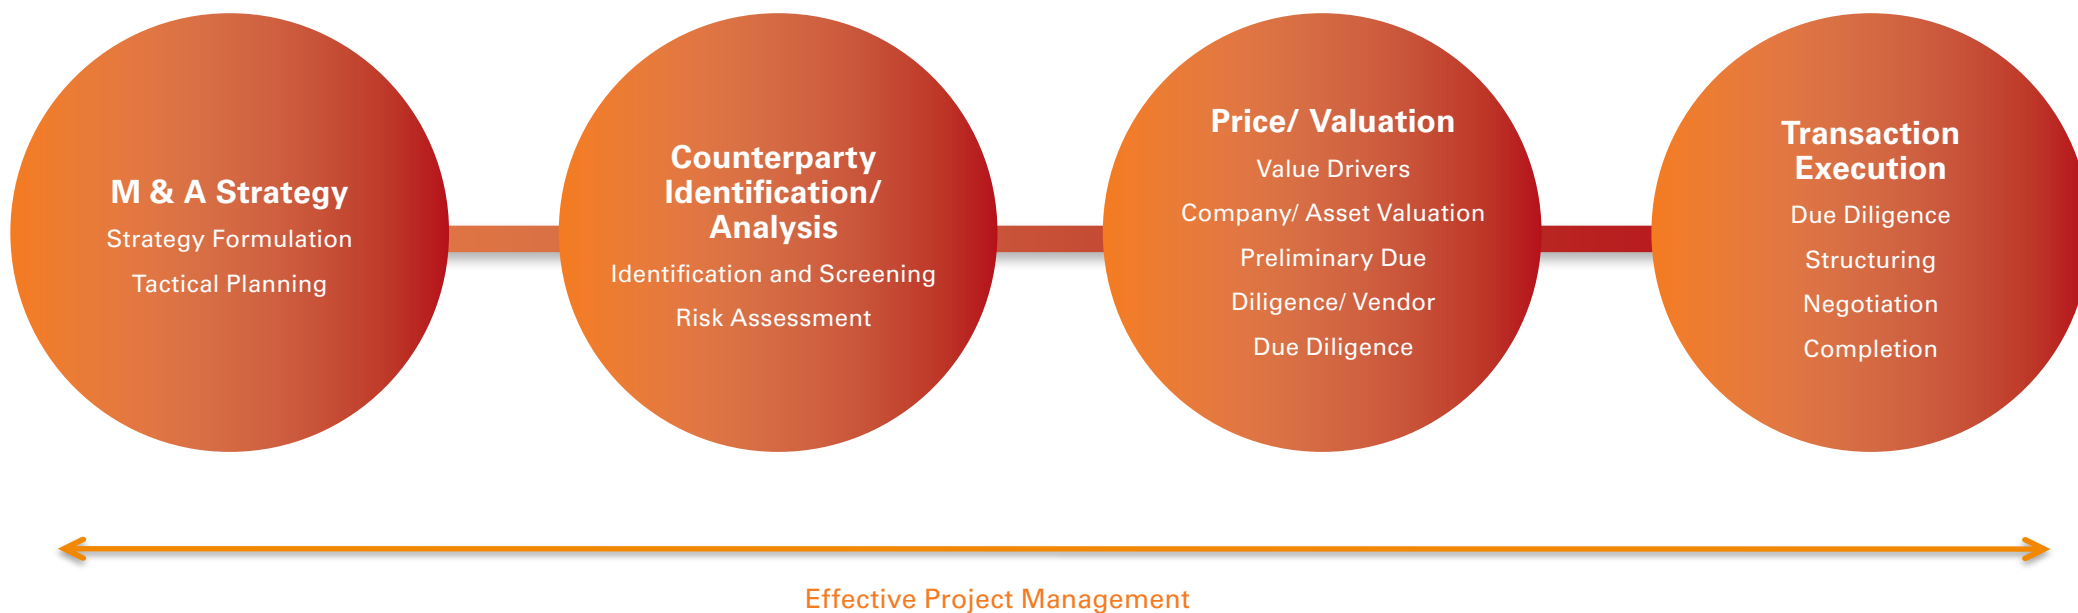 M & A Strategy
Strategy Formulation
Tactical Planning
Counterparty
Identification/
Analysis
Identification and Screening
Risk Assessment
Price/ Valuation
Value Drivers
Company/ Asset Valuation
Preliminary Due
Diligence/ Vendor
Due Diligence
Transaction
Execution
Due Diligence
Structuring
Negotiation
Completion
Effective Project Management